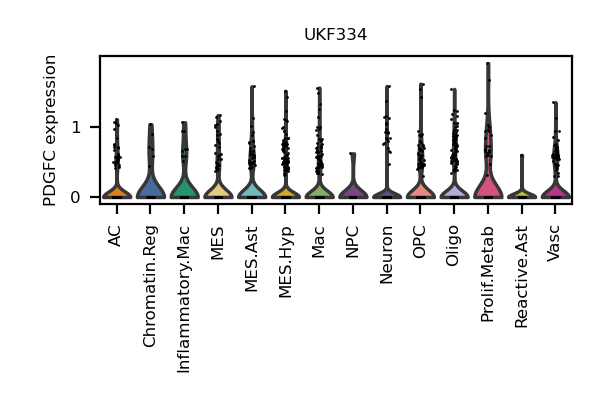 UKF334
PDGFC expression
1
0
AC
Chromatin.Reg
Inflammatory.Mac
MES
MES.Ast
MES.Hyp
Mac
NPC
Neuron
OPC
Oligo
Prolif.Metab
Reactive.Ast
Vasc